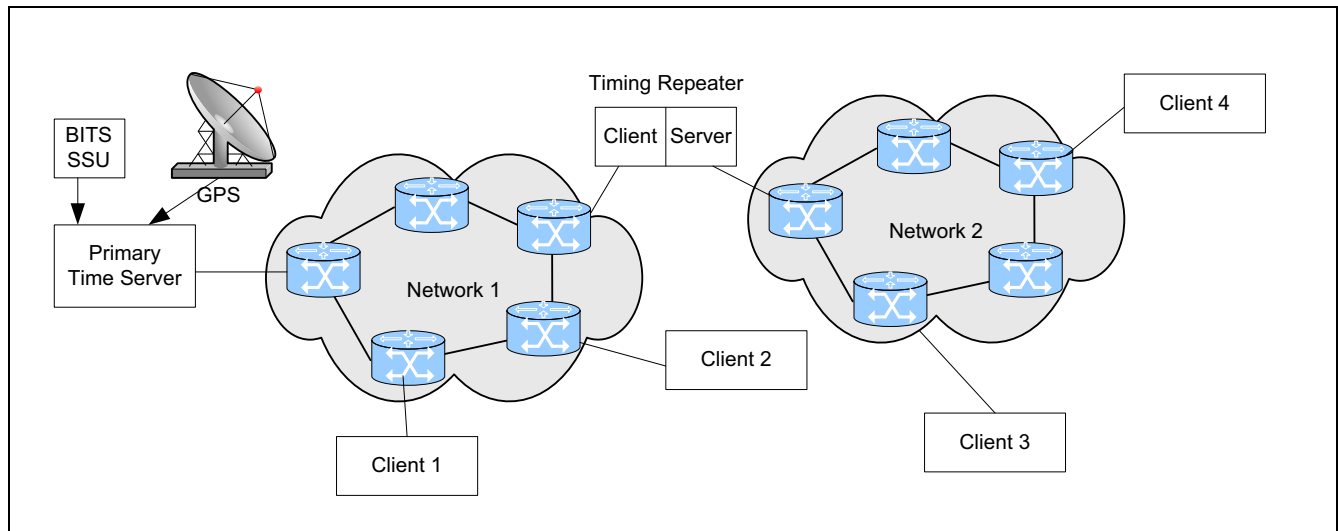 BITS
SSU
GPS
Primary
Time Server
Network 1
Client 1
Client 2
Timing Repeater
Client
Server
Network 2
Client 3
Client 4